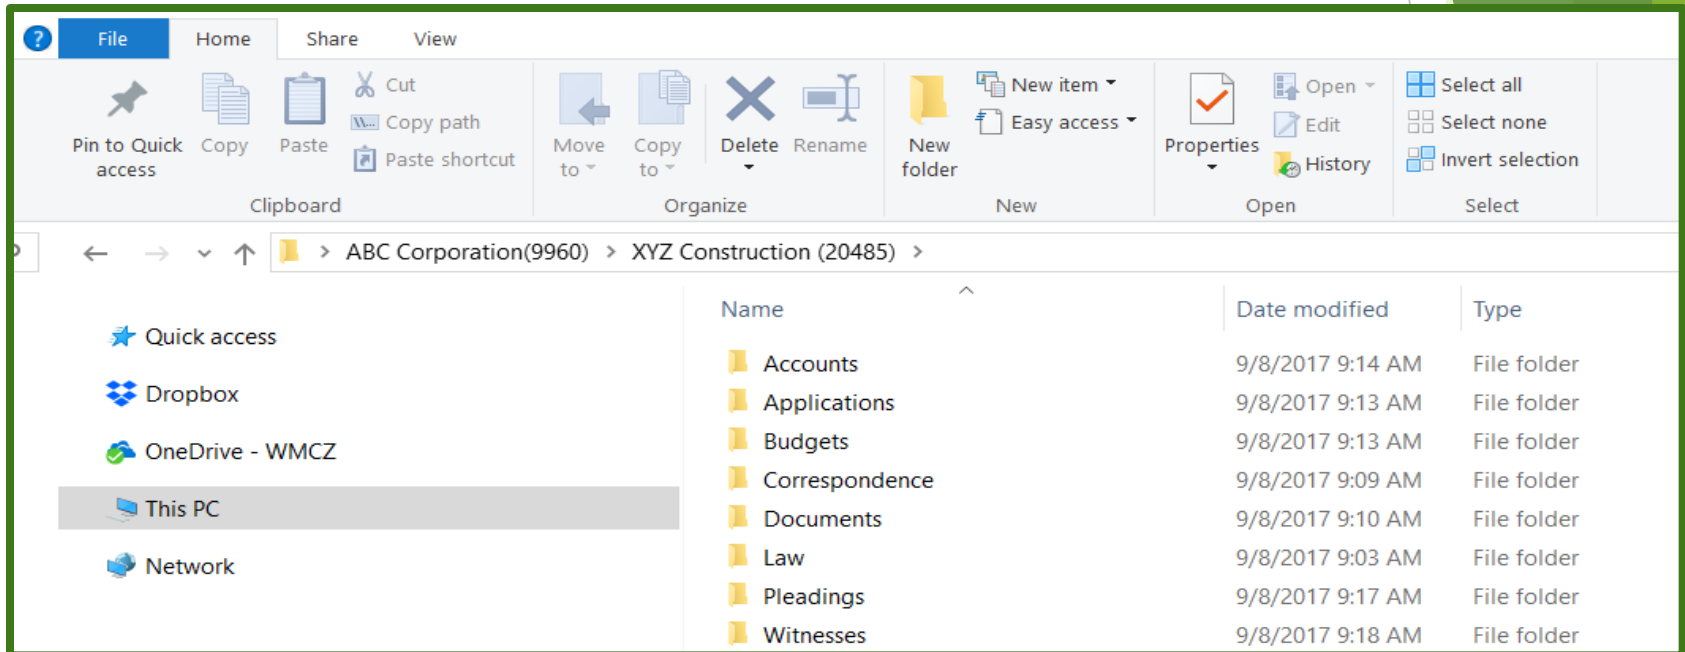 ?
File Home Share View
Pin to Quick access
Copy
Paste
Cut
Copy path
Paste shortcut
Clipboard
Move to
Copy to
Delete
Rename
Organize
New folder
New item
Easy access
New
Properties
Open
Edit
History
Open
Select all
Select none
Invert selection
Select
> ABC Corporation(9960) > XYZ Construction (20485) >
Quick access
Dropbox
OneDrive - WMCZ
This PC
Network
Name Date modified Type
Accounts 9/8/2017 9:14 AM File folder
Applications 9/8/2017 9:13 AM File folder
Budgets 9/8/2017 9:13 AM File folder
Correspondence 9/8/2017 9:09 AM File folder
Documents 9/8/2017 9:10 AM File folder
Law 9/8/2017 9:03 AM File folder
Pleadings 9/8/2017 9:17 AM File folder
Witnesses 9/8/2017 9:18 AM File folder